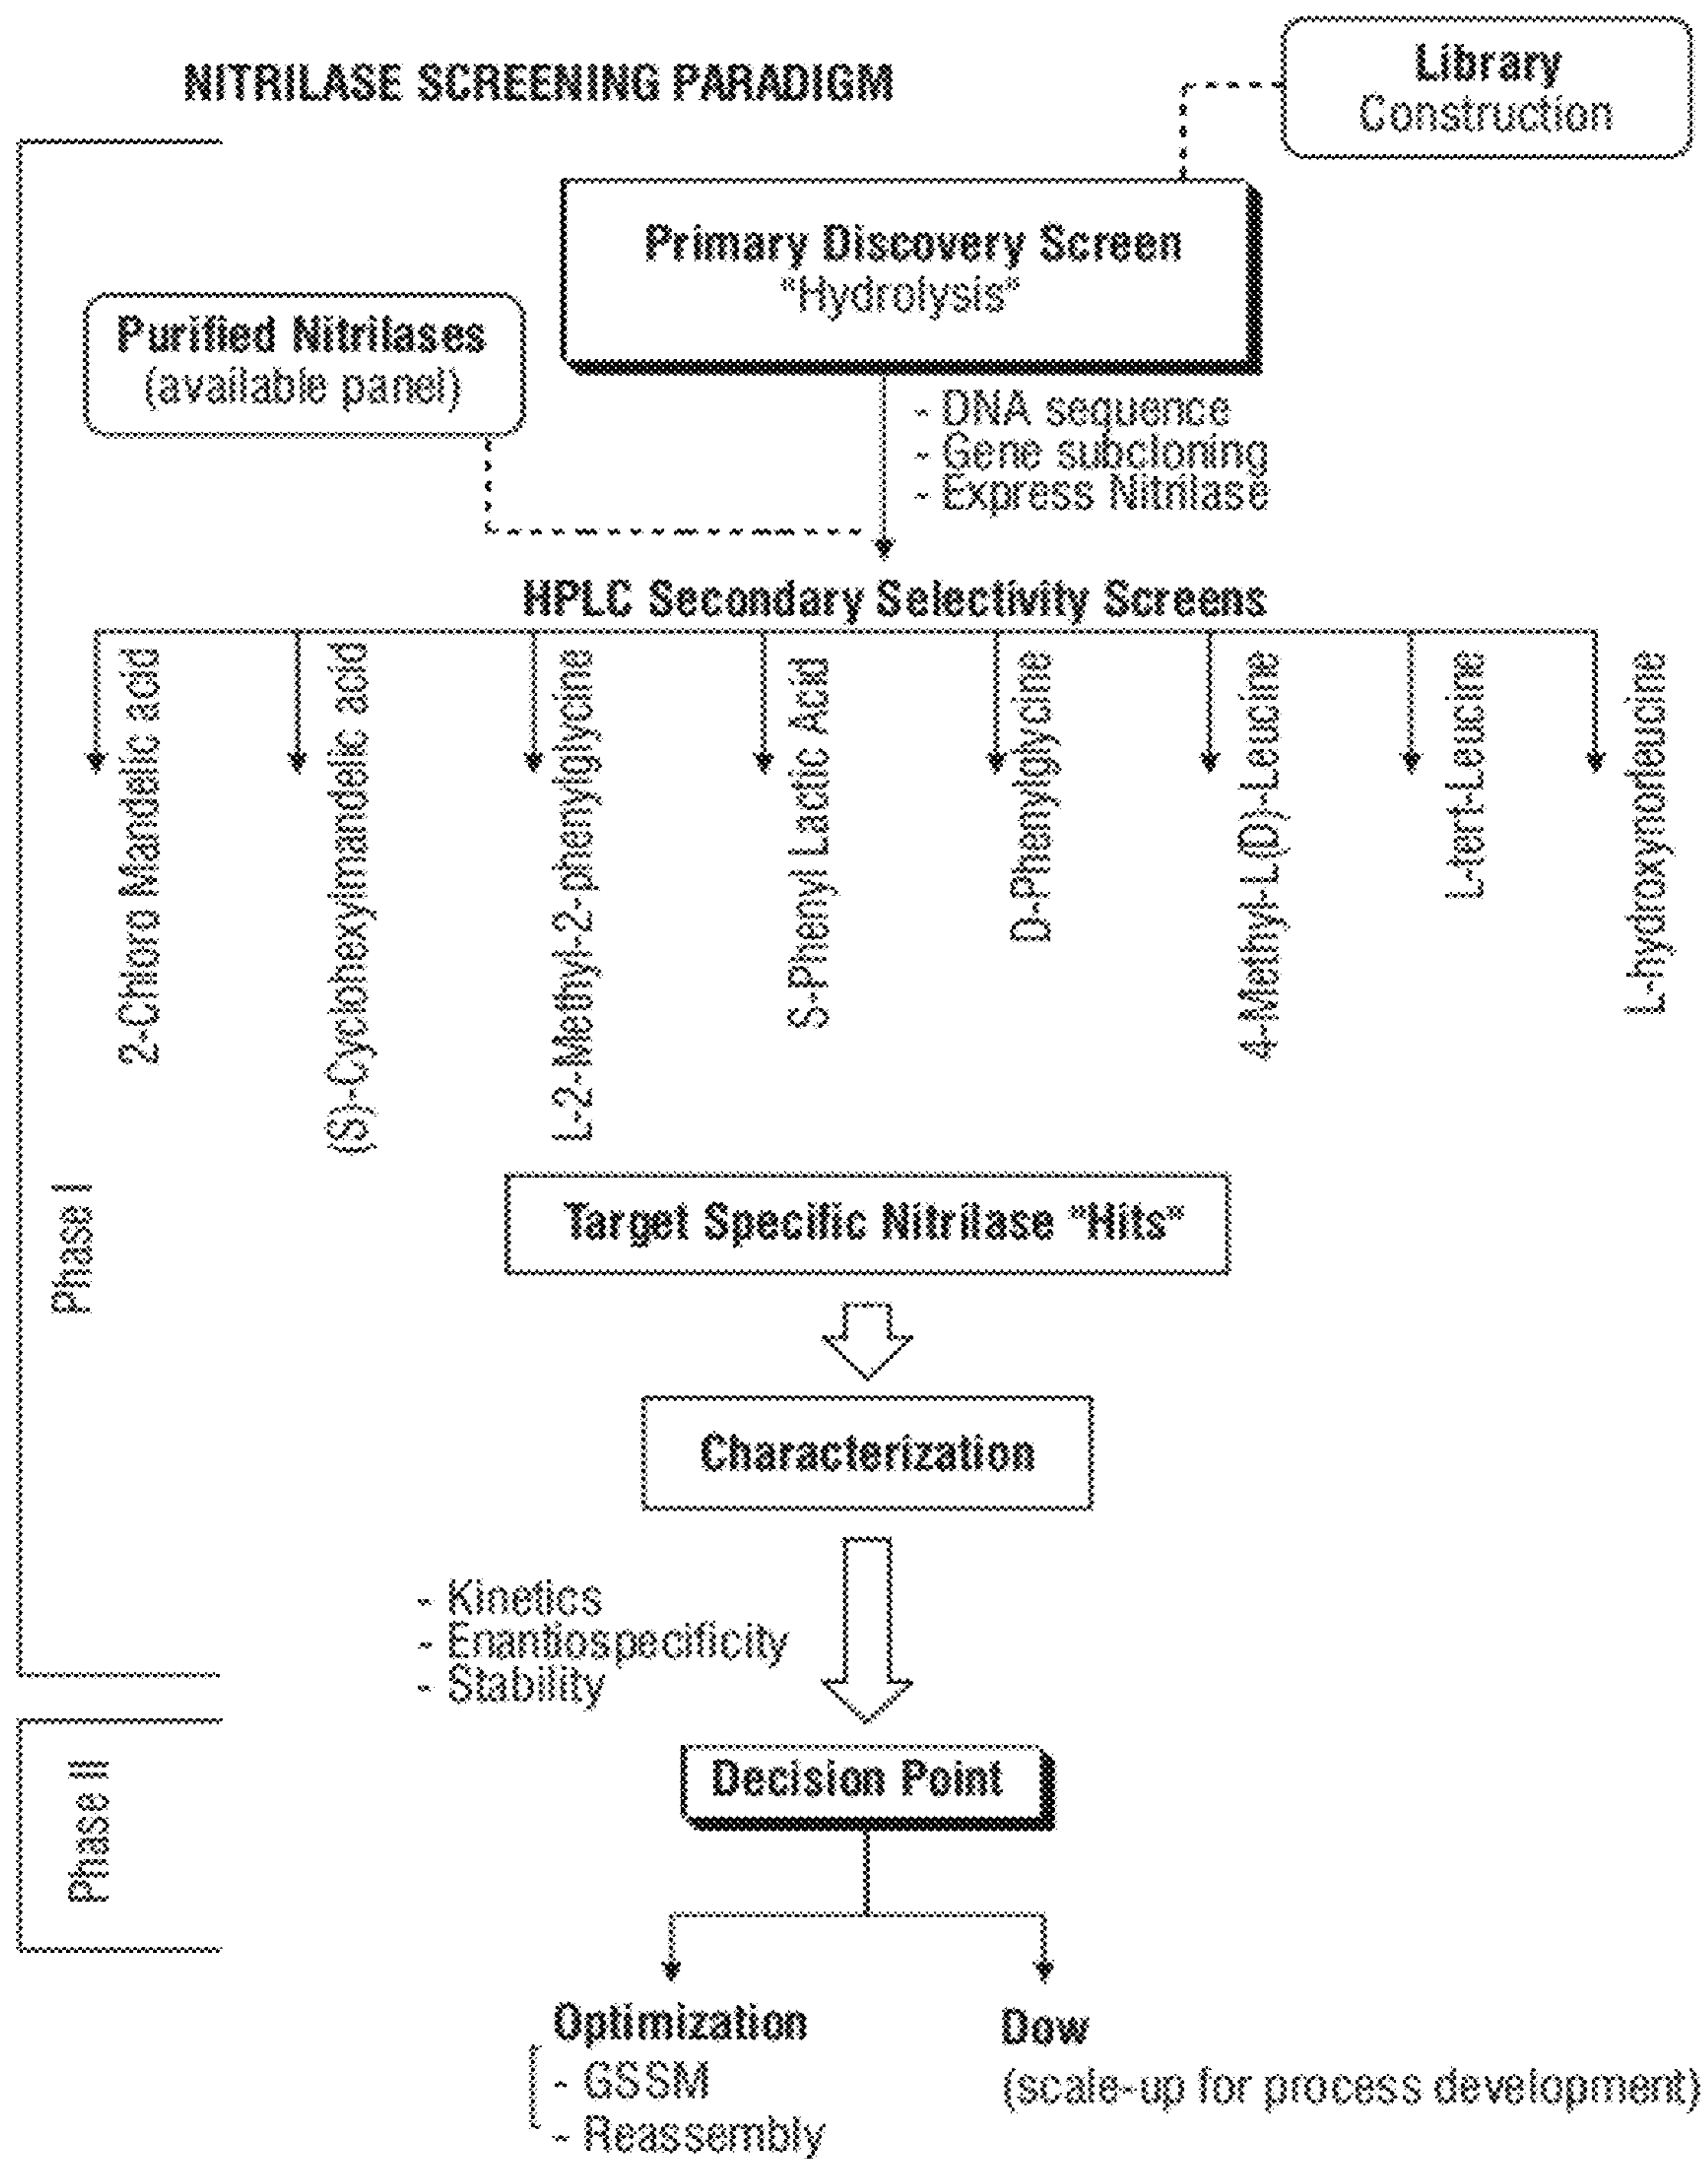 NITRILASE SCREENING PARADIGM
Library
Construction
Primary Discovery Screen
"Hydrolysis"
Purified Nitrilases
(available panel)
- DNA sequence
- Gene subcloning
- Express Nitrilase
HPLC Secondary Selectivity Screens
2-Chloro Mandelic acid
(S)-Cyclohexylmandelic acid
L-2-Methyl-2-phenylglycine
S-Phenyl Lactic Acid
D-Phenylglycine
4-Methyl-L(D)-Leucine
L-tert-Leucine
L-hydroxynorleucine
Phase I
Target Specific Nitrilase "Hits"
Characterization
- Kinetics
- Enantiospecificity
- Stability
Phase II
Decision Point
Optimization
- GSSM
- Reassembly
Dow
(scale-up for process development)